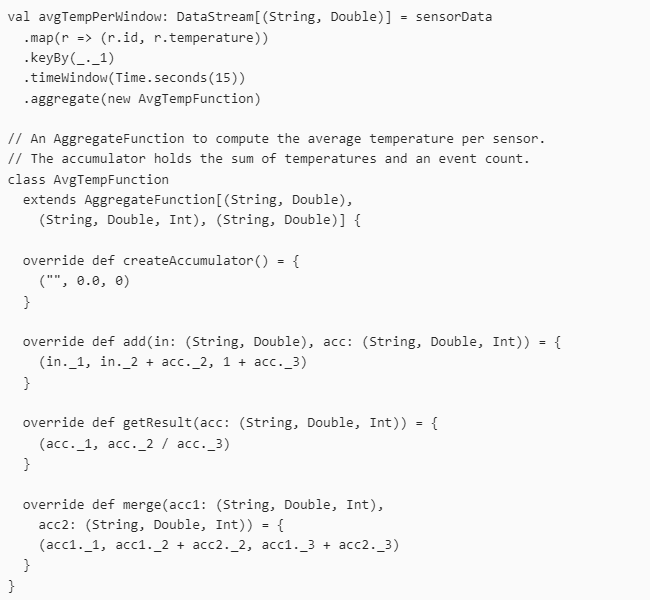 val avgTempPerWindow: DataStream[(String, Double)] = sensorData
  .map(r => (r.id, r.temperature))
  .keyBy(_._1)
  .timeWindow(Time.seconds(15))
  .aggregate(new AvgTempFunction)

// An AggregateFunction to compute the average temperature per sensor.
// The accumulator holds the sum of temperatures and an event count.
class AvgTempFunction
  extends AggregateFunction[(String, Double),
    (String, Double, Int), (String, Double)] {

  override def createAccumulator() = {
    ("", 0.0, 0)
  }

  override def add(in: (String, Double), acc: (String, Double, Int)) = {
    (in._1, in._2 + acc._2, 1 + acc._3)
  }

  override def getResult(acc: (String, Double, Int)) = {
    (acc._1, acc._2 / acc._3)
  }

  override def merge(acc1: (String, Double, Int),
    acc2: (String, Double, Int)) = {
    (acc1._1, acc1._2 + acc2._2, acc1._3 + acc2._3)
  }
}